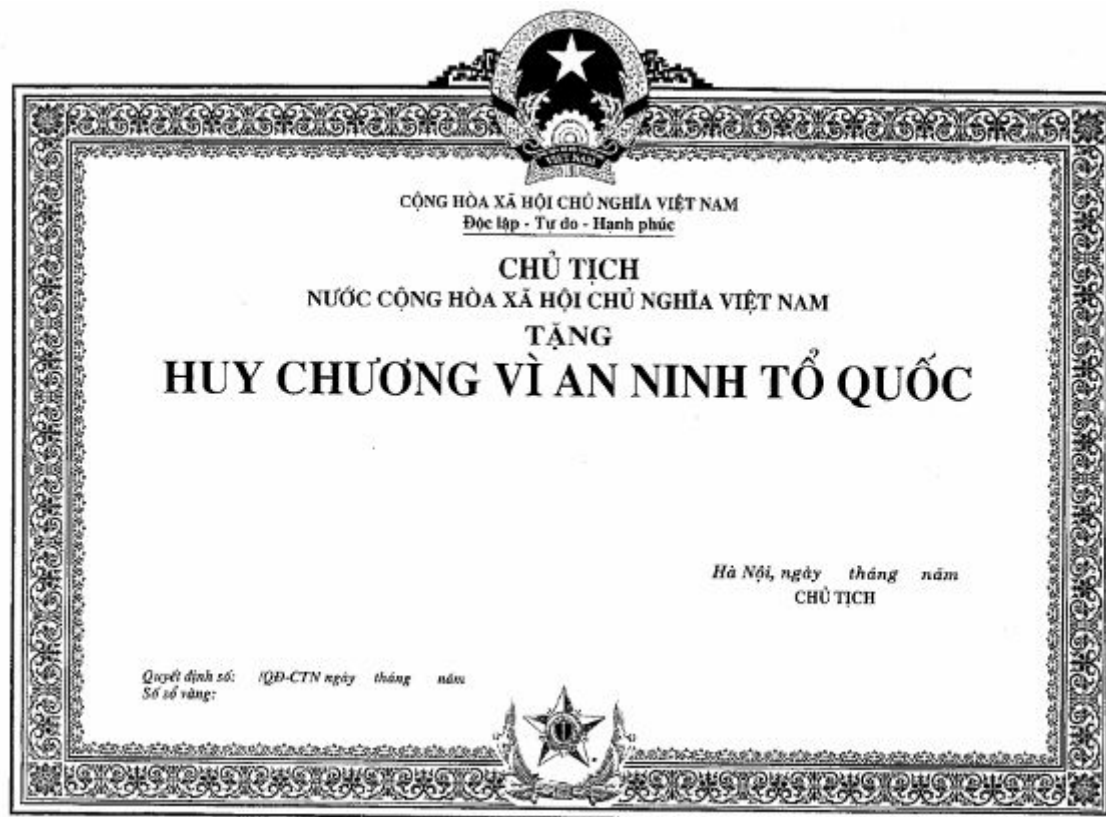 VIỆT NAM
CỘNG HÒA XÃ HỘI CHỦ NGHĨA VIỆT NAM
Độc lập - Tự do - Hạnh phúc
CHỦ TỊCH
NƯỚC CỘNG HÒA XÃ HỘI CHỦ NGHĨA VIỆT NAM
TẶNG
HUY CHƯƠNG VÌ AN NINH TỔ QUỐC
Hà Nội, ngày tháng năm
CHỦ TỊCH
Quyết định số: /QĐ-CTN ngày tháng năm
Số sổ vàng: